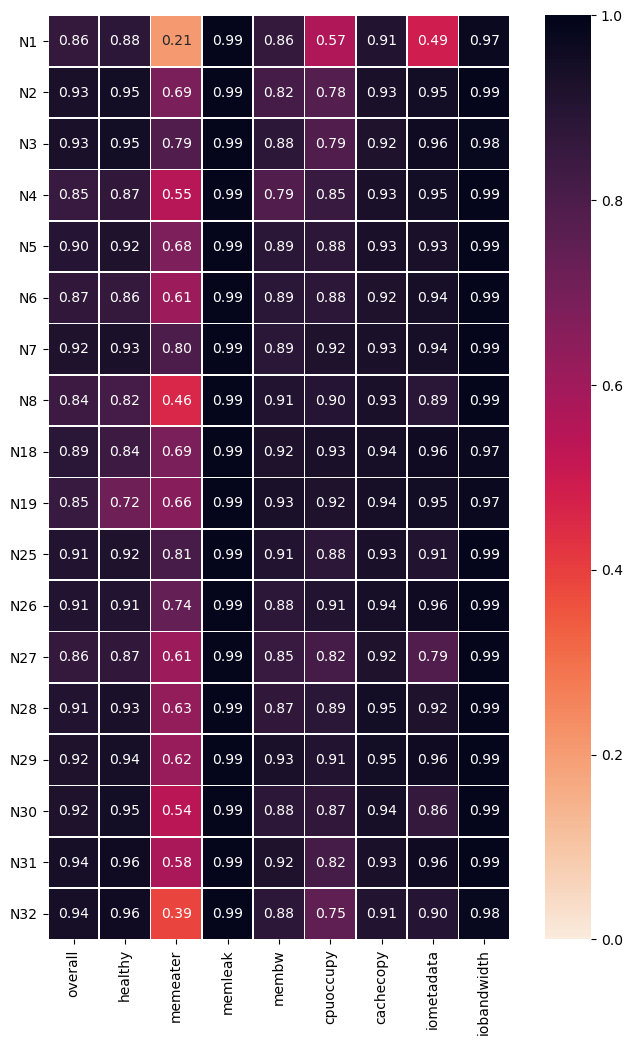 N1 0.86 0.88 0.21 0.99 0.86 0.57 0.91 0.49 0.97
N2 0.93 0.95 0.69 0.99 0.82 0.78 0.93 0.95 0.99
N3 0.93 0.95 0.79 0.99 0.88 0.79 0.92 0.96 0.98
N4 0.85 0.87 0.55 0.99 0.79 0.85 0.93 0.95 0.99
N5 0.90 0.92 0.68 0.99 0.89 0.88 0.93 0.93 0.99
N6 0.87 0.86 0.61 0.99 0.89 0.88 0.92 0.94 0.99
N7 0.92 0.93 0.80 0.99 0.89 0.92 0.93 0.94 0.99
N8 0.84 0.82 0.46 0.99 0.91 0.90 0.93 0.89 0.99
N18 0.89 0.84 0.69 0.99 0.92 0.93 0.94 0.96 0.97
N19 0.85 0.72 0.66 0.99 0.93 0.92 0.94 0.95 0.97
N25 0.91 0.92 0.81 0.99 0.91 0.88 0.93 0.91 0.99
N26 0.91 0.91 0.74 0.99 0.88 0.91 0.94 0.96 0.99
N27 0.86 0.87 0.61 0.99 0.85 0.82 0.92 0.79 0.99
N28 0.91 0.93 0.63 0.99 0.87 0.89 0.95 0.92 0.99
N29 0.92 0.94 0.62 0.99 0.93 0.91 0.95 0.96 0.99
N30 0.92 0.95 0.54 0.99 0.88 0.87 0.94 0.86 0.99
N31 0.94 0.96 0.58 0.99 0.92 0.82 0.93 0.96 0.99
N32 0.94 0.96 0.39 0.99 0.88 0.75 0.91 0.90 0.98
overall healthy memeater memleak membw cpuoccupy cachecopy iometadata iobandwidth
1.0
0.8
0.6
0.4
0.2
0.0